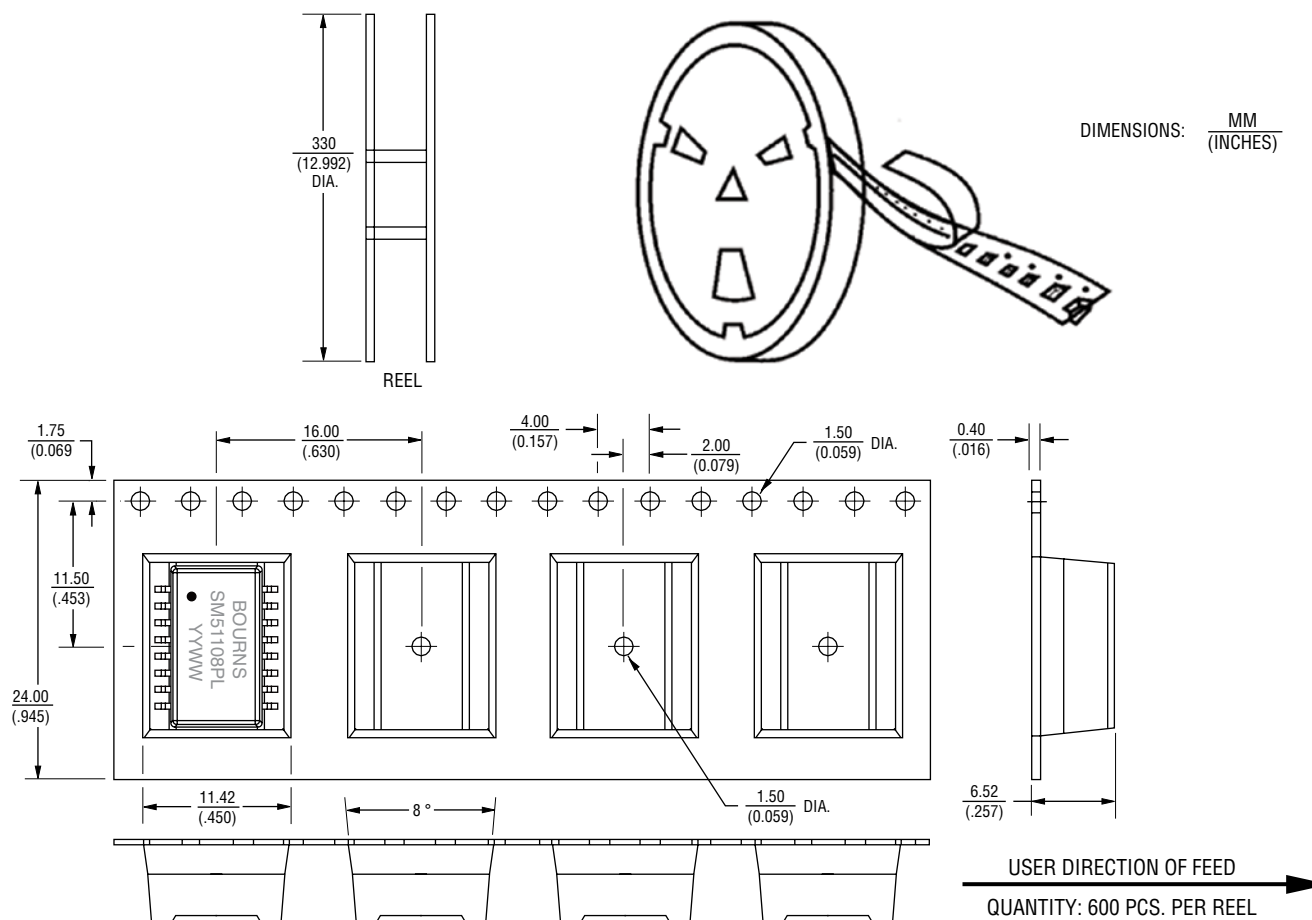 330
(12.992)
DIA.
REEL
DIMENSIONS: MM
(INCHES)
1.75
(0.069
16.00
(.630)
4.00
(0.157)
2.00
(0.079)
1.50
(0.059)
DIA.
0.40
(.016)
11.50
(.453)
24.00
(.945)
BOURNS
SM51108PL
YYWW
11.42
(.450)
8°
1.50
(0.059)
DIA.
6.52
(.257)
USER DIRECTION OF FEED
QUANTITY: 600 PCS. PER REEL